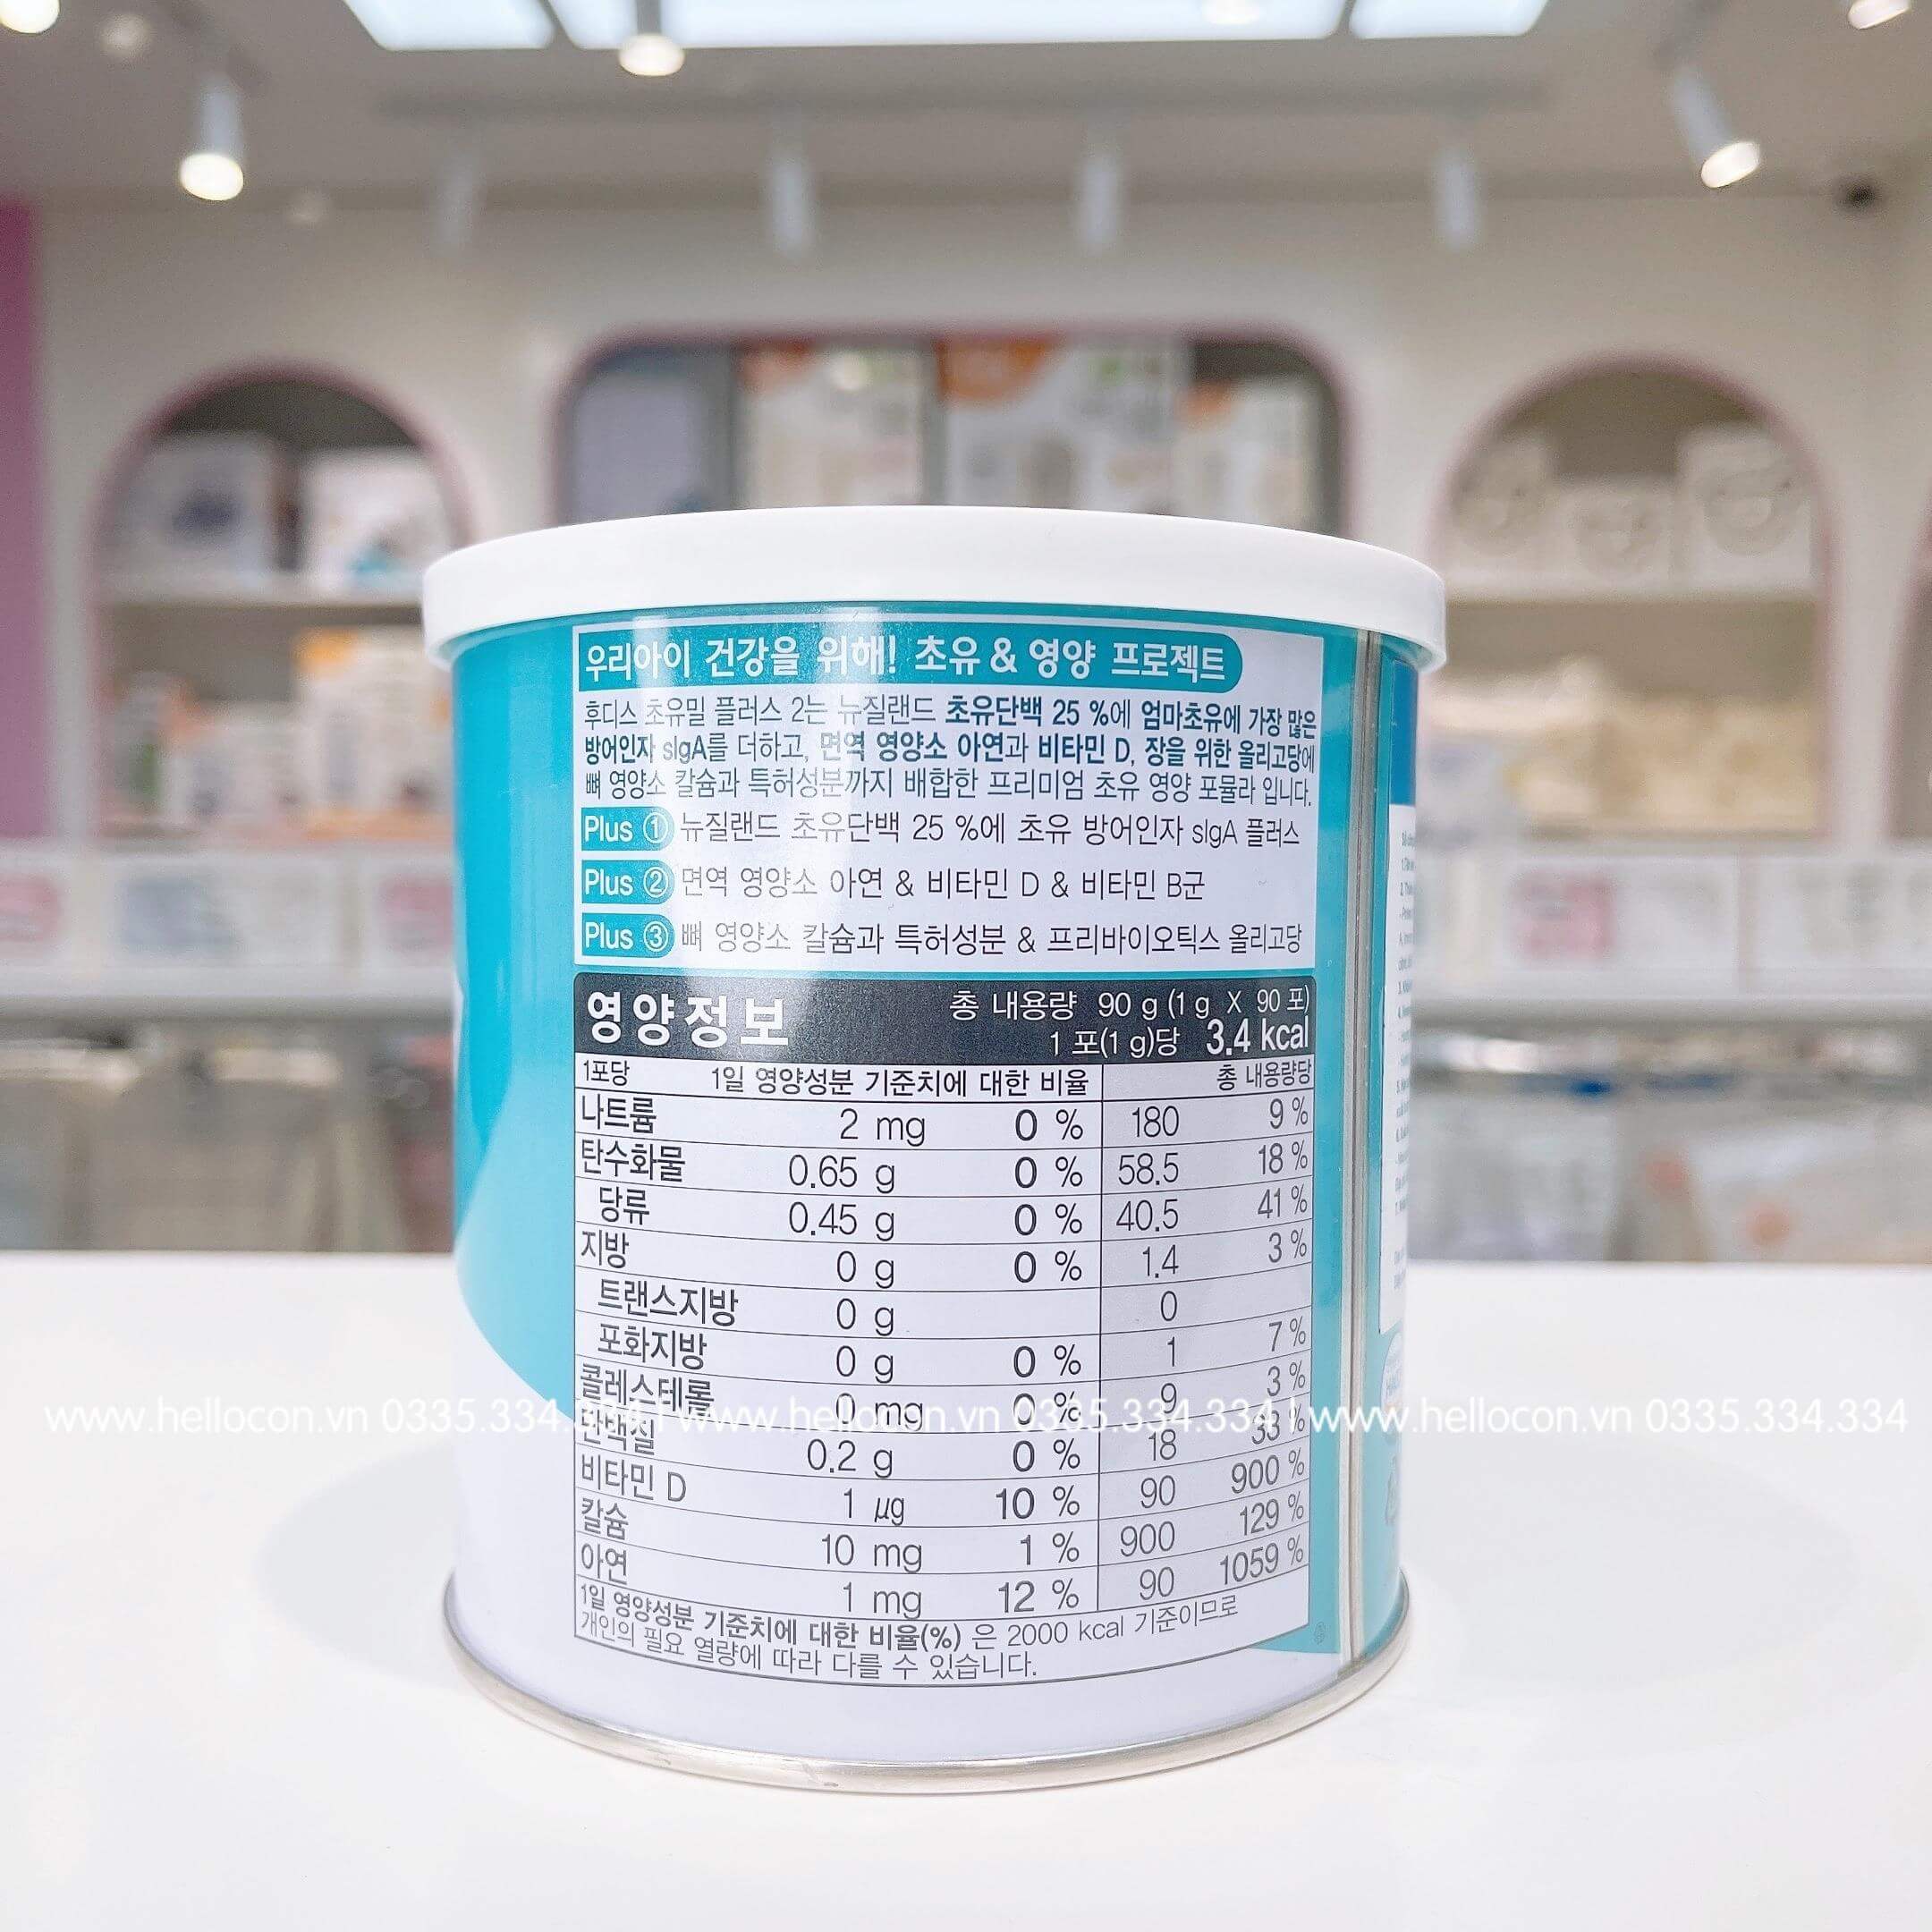 우리아이 건강을 위해! 초유 & 영양 프로젝트
후디스 초유밀 플러스 2는 뉴질랜드 초유단백 25 %에 엄마초유에 가장 많은
방어인자 sIgA를 더하고, 면역 영양소 아연과 비타민 D, 장을 위한 올리고당에
뼈 영양소 칼슘과 특허성분까지 배합한 프리미엄 초유 영양 포뮬라 입니다.
Plus ① 뉴질랜드 초유단백 25 %에 초유 방어인자 sIgA 플러스
Plus ② 면역 영양소 아연 & 비타민 D & 비타민 B군
Plus ③ 뼈 영양소 칼슘과 특허성분 & 프리바이오틱스 올리고당
영양정보 총 내용량 90 g (1 g X 90 포)
1 포(1 g)당 3.4 kcal
1포당 1일 영양성분 기준치에 대한 비율 총 내용량당
나트륨 2 mg 0 % 180 9 %
탄수화물 0.65 g 0 % 58.5 18 %
당류 0.45 g 0 % 40.5 41 %
지방 0 g 0 % 1.4 3 %
트랜스지방 0 g 0
포화지방 0 g 0 % 1 7 %
콜레스테롤 0 mg 0 % 9 3 %
단백질 0.2 g 0 % 18 33 %
비타민 D 1 µg 10 % 90 900 %
칼슘 10 mg 1 % 900 129 %
아연 1 mg 12 % 90 1059 %
1일 영양성분 기준치에 대한 비율(%) 은 2000 kcal 기준이므로
개인의 필요 열량에 따라 다를 수 있습니다.
www.hellocon.vn 0335.334.334 www.hellocon.vn 0335.334.334 www.hellocon.vn 0335.334.334